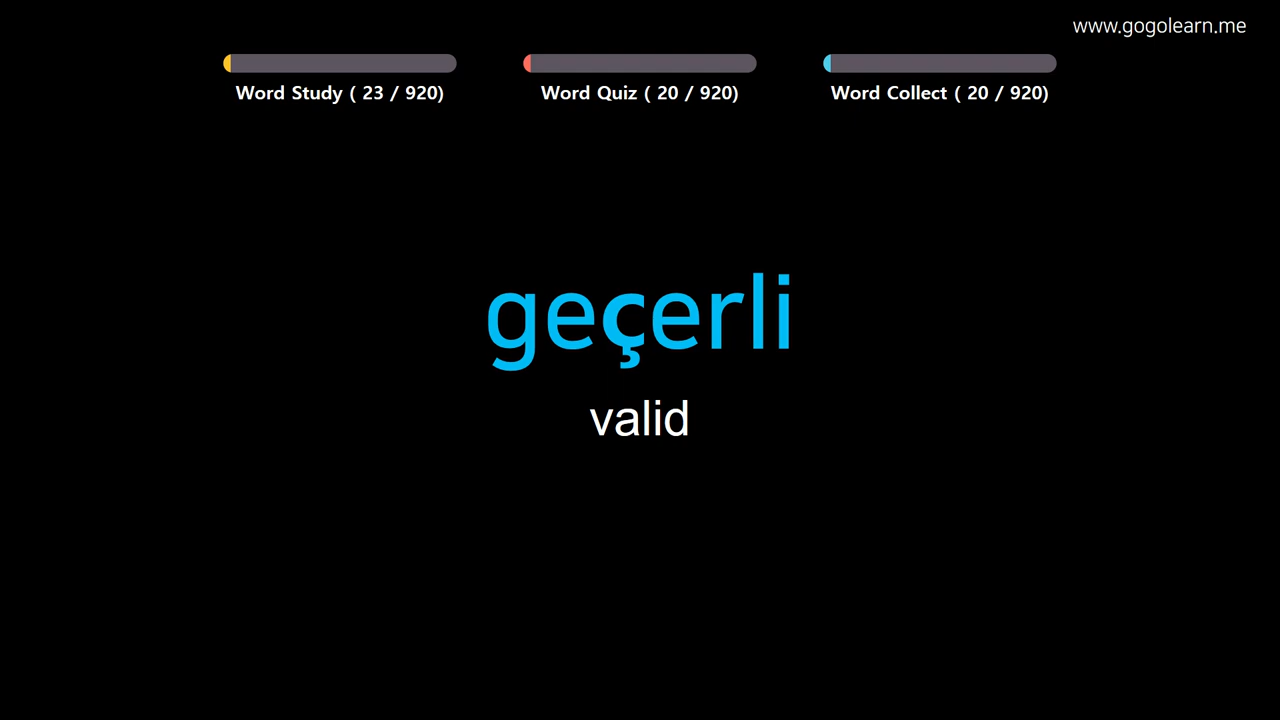 www.gogolearn.me
Word Study ( 23 / 920)
Word Quiz ( 20 / 920)
Word Collect ( 20 / 920)
geçerli
valid